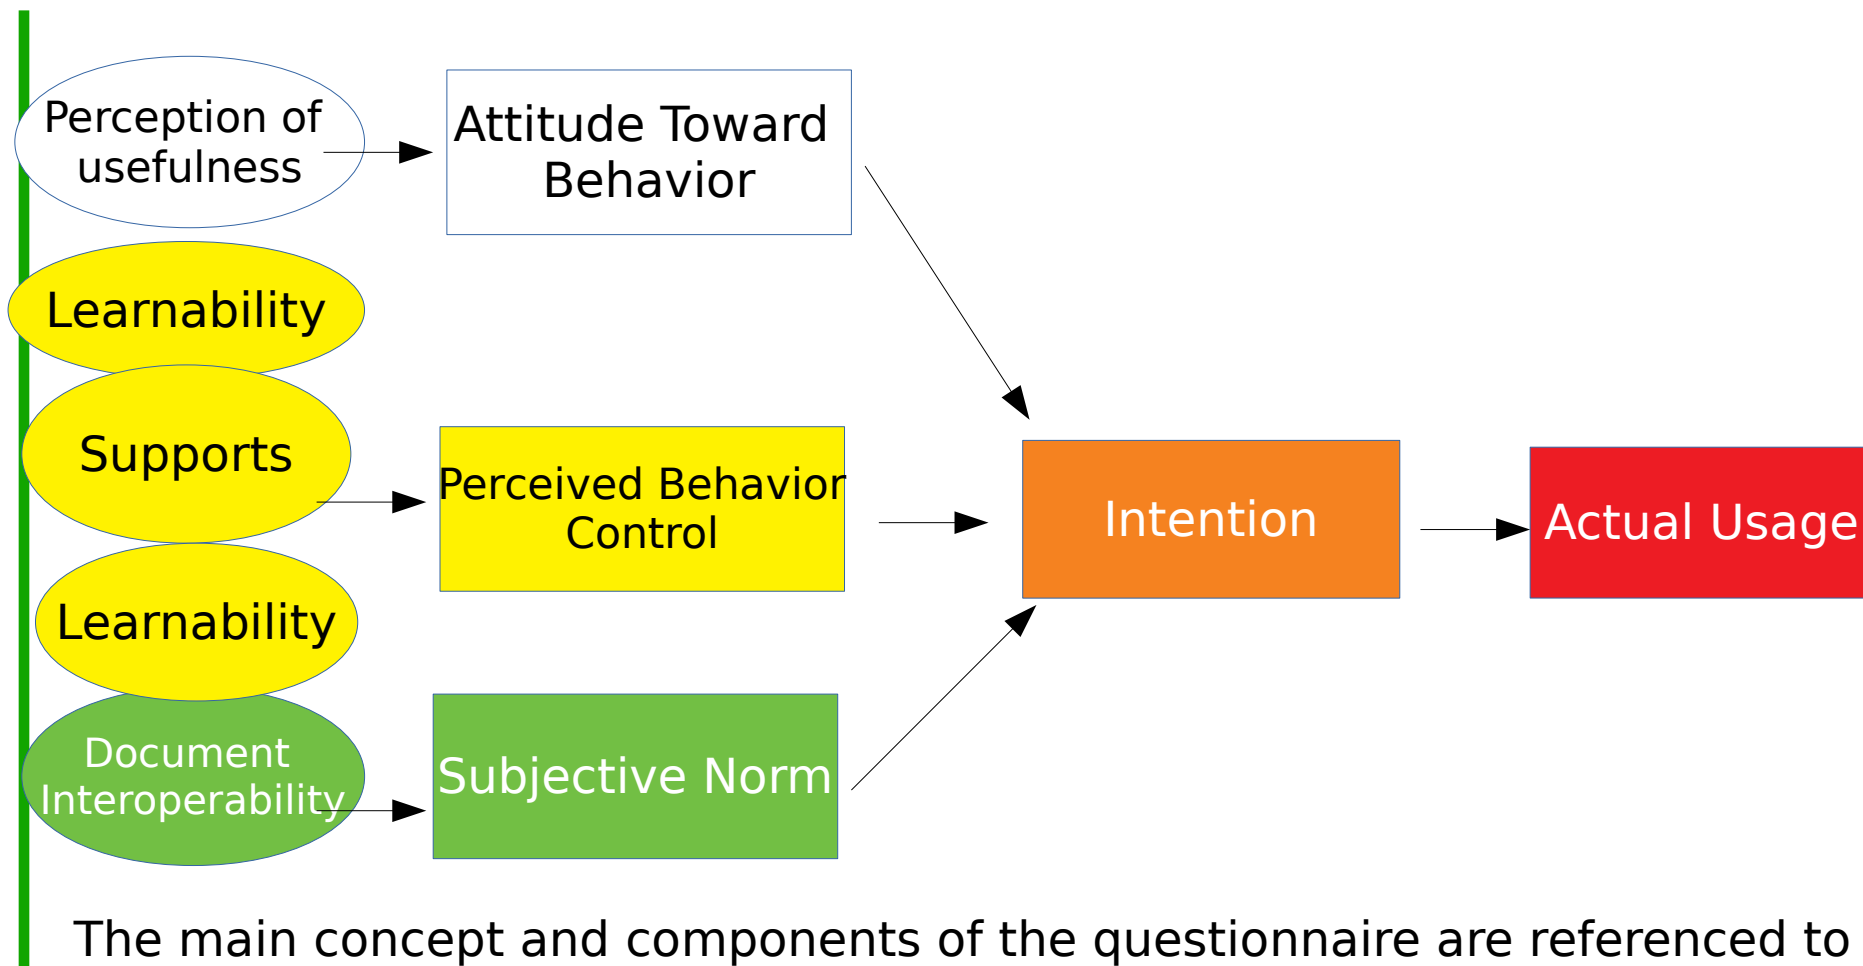 Perception of
usefulness
Attitude Toward
Behavior
Learnability
Supports
Perceived Behavior
Control
Intention
Actual Usage
Learnability
Document
Interoperability
Subjective Norm
The main concept and components of the questionnaire are referenced to